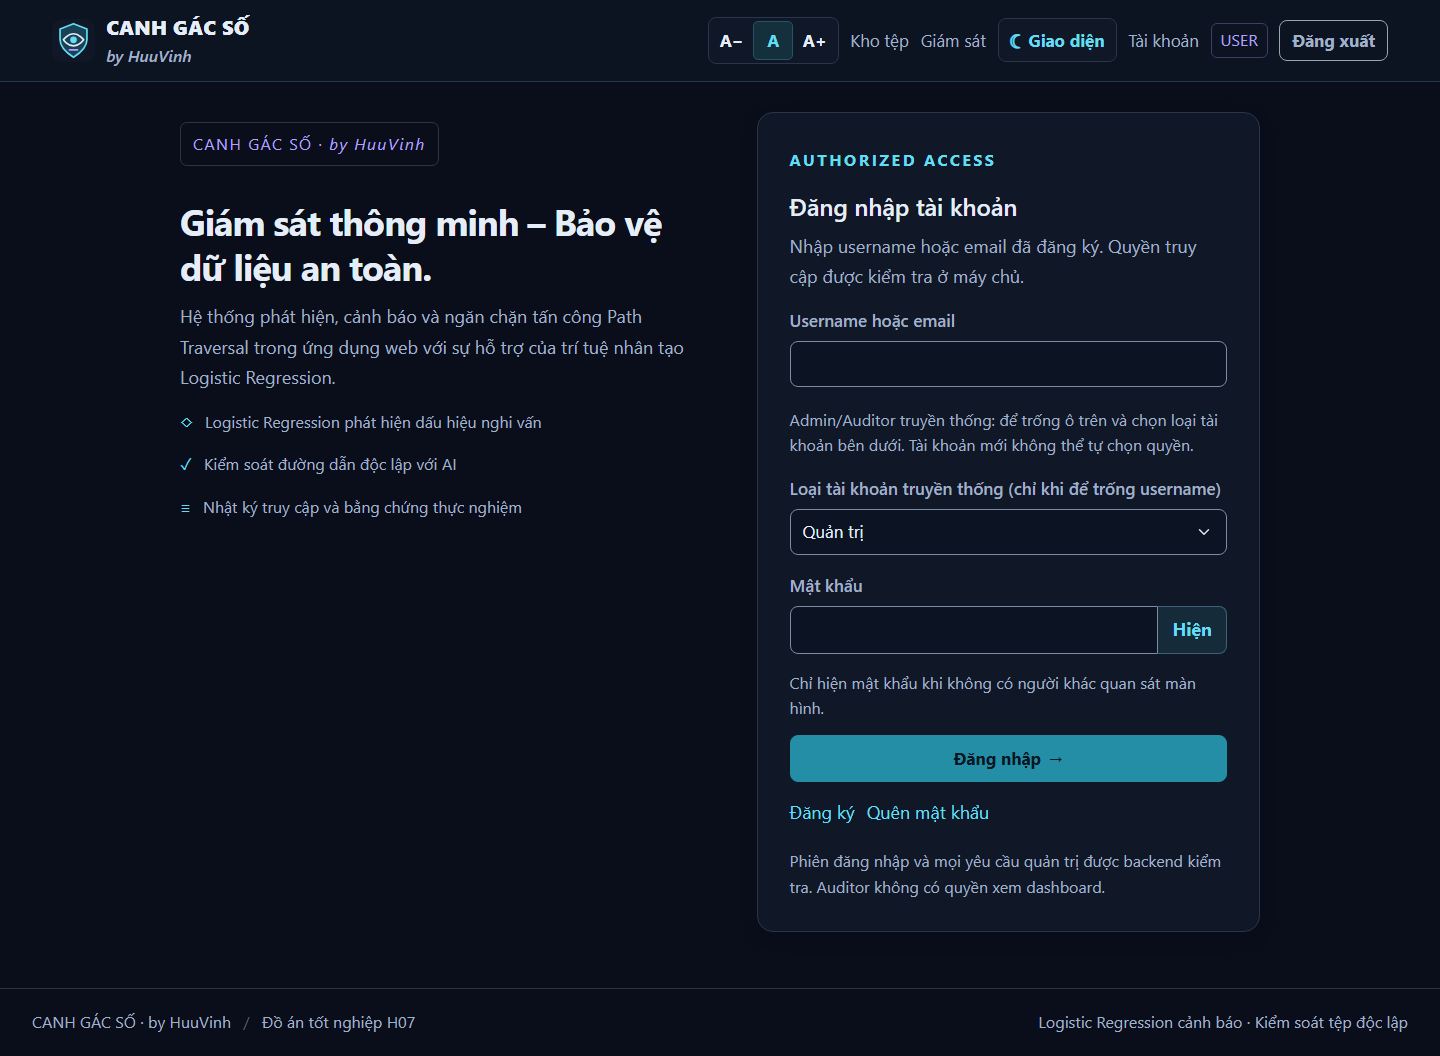 CANH GÁC SỐ
by HuuVinh
A− A A+ Kho tệp Giám sát Giao diện Tài khoản USER Đăng xuất
CANH GÁC SỐ · by HuuVinh
Giám sát thông minh – Bảo vệ
dữ liệu an toàn.
Hệ thống phát hiện, cảnh báo và ngăn chặn tấn công Path
Traversal trong ứng dụng web với sự hỗ trợ của trí tuệ nhân tạo
Logistic Regression.
Logistic Regression phát hiện dấu hiệu nghi vấn
✓ Kiểm soát đường dẫn độc lập với AI
≡ Nhật ký truy cập và bằng chứng thực nghiệm
AUTHORIZED ACCESS
Đăng nhập tài khoản
Nhập username hoặc email đã đăng ký. Quyền truy
cập được kiểm tra ở máy chủ.
Username hoặc email
Admin/Auditor truyền thống: để trống ô trên và chọn loại tài
khoản bên dưới. Tài khoản mới không thể tự chọn quyền.
Loại tài khoản truyền thống (chỉ khi để trống username)
Quản trị
Mật khẩu
Hiện
Chỉ hiện mật khẩu khi không có người khác quan sát màn
hình.
Đăng nhập →
Đăng ký Quên mật khẩu
Phiên đăng nhập và mọi yêu cầu quản trị được backend kiểm
tra. Auditor không có quyền xem dashboard.
CANH GÁC SỐ · by HuuVinh / Đồ án tốt nghiệp H07
Logistic Regression cảnh báo · Kiểm soát tệp độc lập